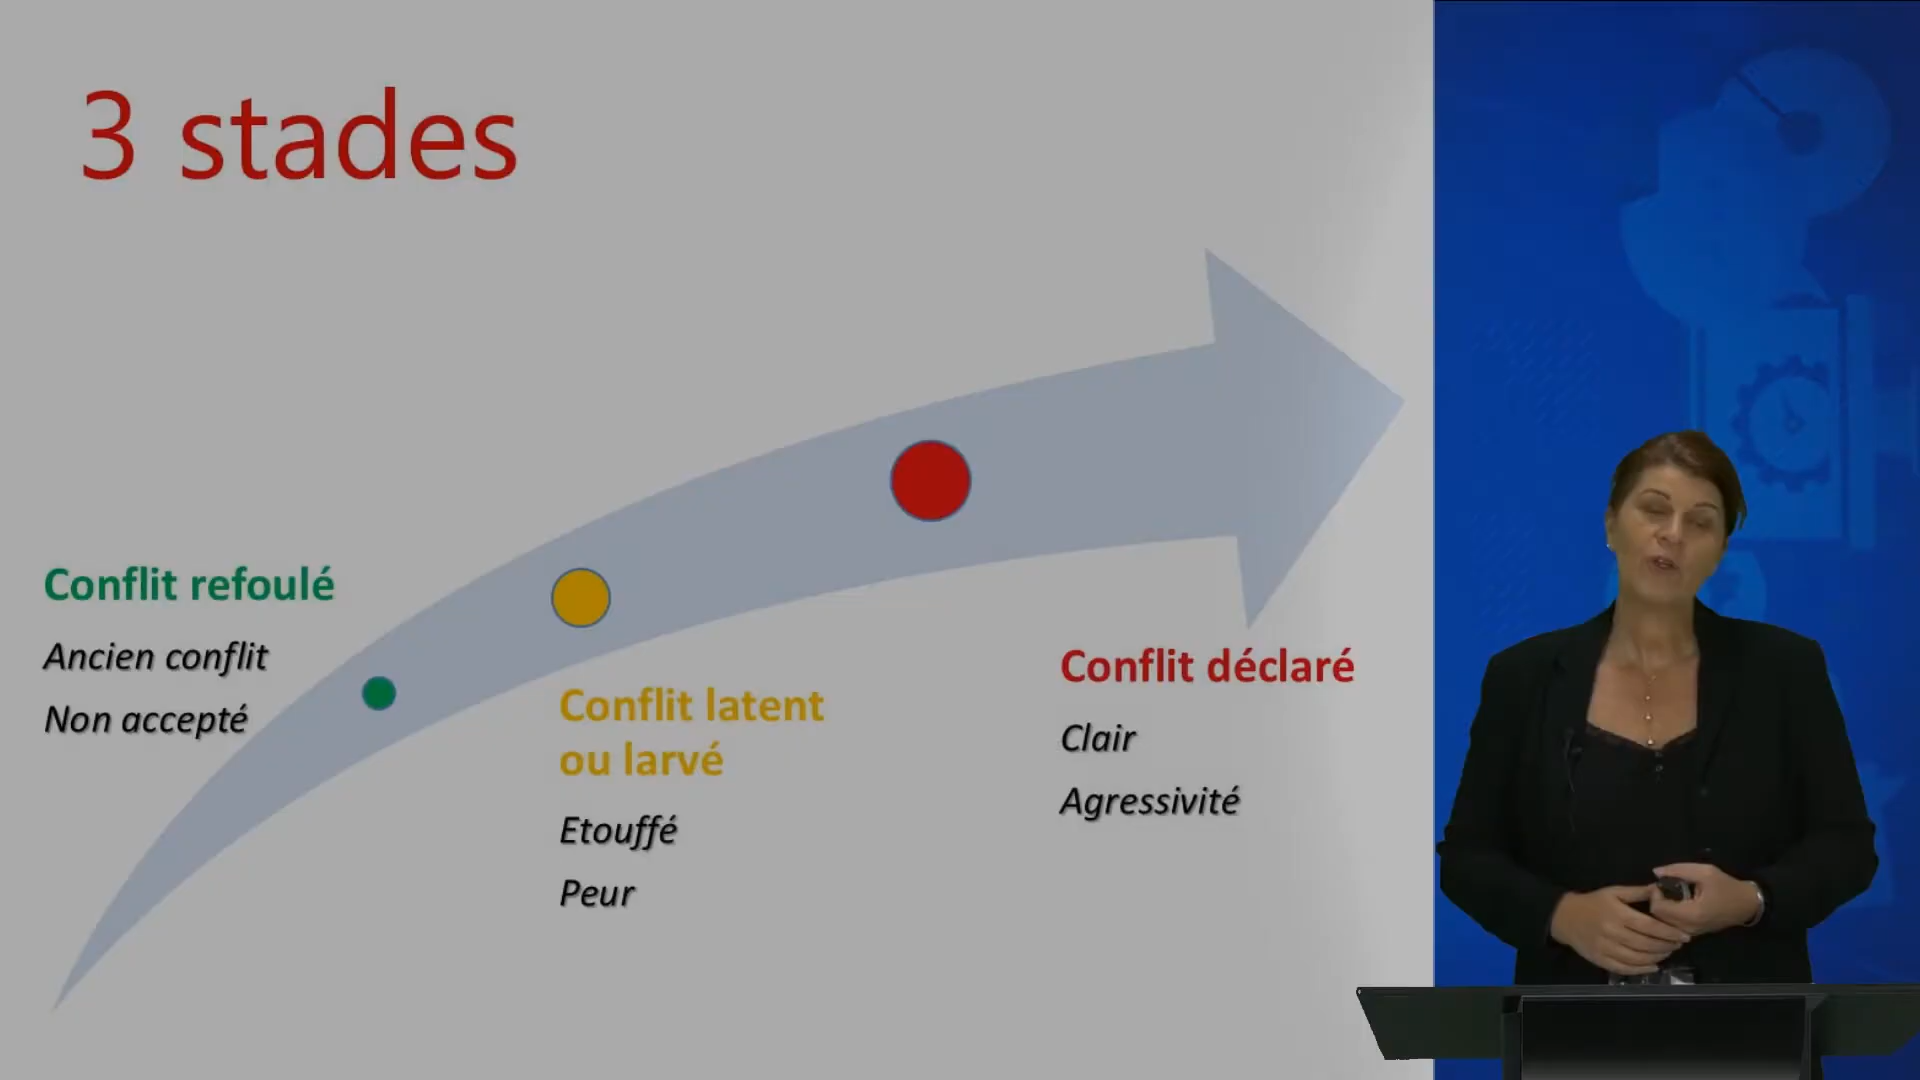 3 stades
Conflit refoulé
Ancien conflit
Non accepté
Conflit latent
ou larvé
Etouffé
Peur
Conflit déclaré
Clair
Agressivité